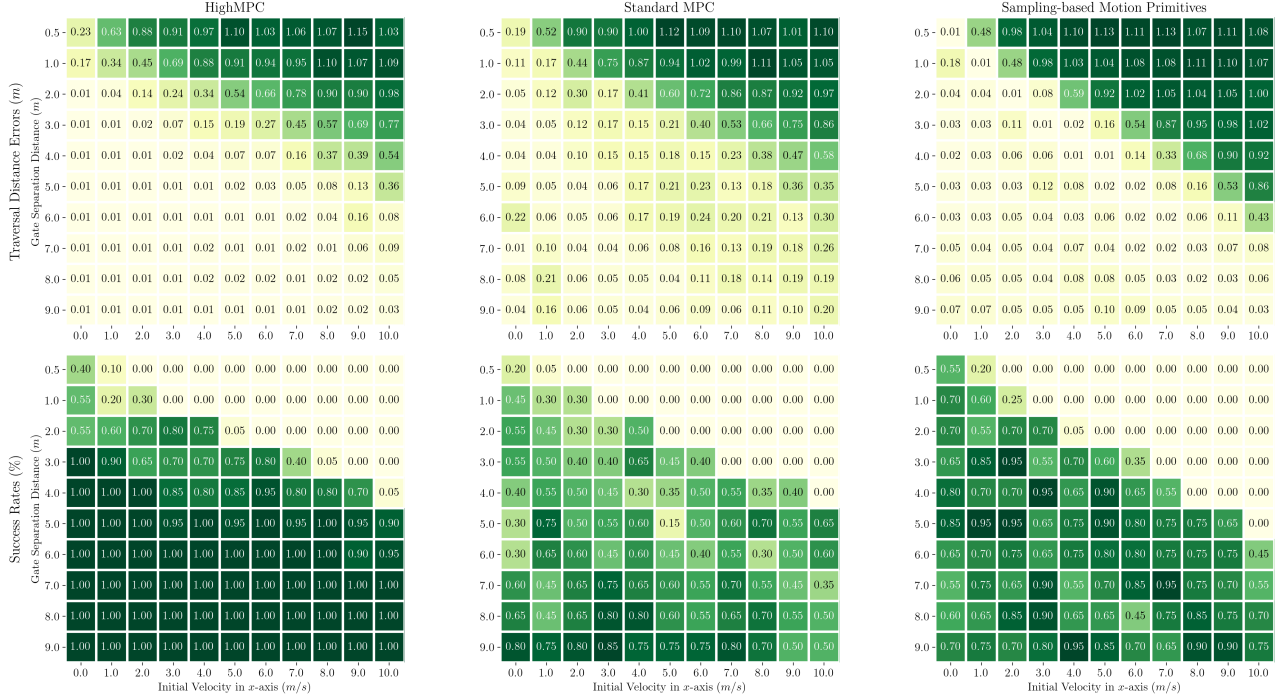 HighMPC
Standard MPC
Sampling-based Motion Primitives
Traversal Distance Errors (m)
Gate Separation Distance (m)
0.5 0.23 0.63 0.88 0.91 0.97 1.10 1.03 1.06 1.07 1.15 1.03
1.0 0.17 0.34 0.45 0.69 0.88 0.91 0.94 0.95 1.10 1.07 1.09
2.0 0.01 0.04 0.14 0.24 0.34 0.54 0.66 0.78 0.90 0.90 0.98
3.0 0.01 0.01 0.02 0.07 0.15 0.19 0.27 0.45 0.57 0.69 0.77
4.0 0.01 0.01 0.01 0.02 0.04 0.07 0.07 0.16 0.37 0.39 0.54
5.0 0.01 0.01 0.01 0.01 0.02 0.03 0.05 0.08 0.13 0.36
6.0 0.01 0.01 0.01 0.01 0.01 0.02 0.04 0.04 0.16 0.08
7.0 0.01 0.01 0.01 0.02 0.01 0.01 0.02 0.01 0.06 0.09
8.0 0.01 0.01 0.01 0.02 0.02 0.02 0.02 0.02 0.02 0.05
9.0 0.01 0.01 0.01 0.01 0.01 0.01 0.01 0.02 0.02 0.03
0.0 1.0 2.0 3.0 4.0 5.0 6.0 7.0 8.0 9.0 10.0
0.5 0.19 0.52 0.90 0.90 1.00 1.12 1.09 1.10 1.07 1.01 1.10
1.0 0.11 0.17 0.44 0.75 0.87 0.94 1.02 0.99 1.11 1.05 1.05
2.0 0.05 0.12 0.30 0.17 0.41 0.60 0.72 0.86 0.87 0.92 0.97
3.0 0.04 0.05 0.12 0.17 0.15 0.21 0.40 0.53 0.66 0.75 0.86
4.0 0.04 0.04 0.10 0.15 0.15 0.18 0.15 0.23 0.38 0.47 0.58
5.0 0.09 0.05 0.04 0.06 0.17 0.21 0.23 0.13 0.18 0.36 0.35
6.0 0.22 0.06 0.05 0.06 0.17 0.19 0.24 0.20 0.21 0.13 0.30
7.0 0.01 0.10 0.04 0.04 0.06 0.08 0.16 0.13 0.19 0.18 0.26
8.0 0.08 0.21 0.06 0.05 0.05 0.04 0.11 0.18 0.14 0.19 0.19
9.0 0.04 0.16 0.05 0.06 0.04 0.06 0.09 0.06 0.11 0.10 0.20
0.0 1.0 2.0 3.0 4.0 5.0 6.0 7.0 8.0 9.0 10.0
0.5 0.01 0.48 0.98 1.04 1.10 1.13 1.11 1.13 1.07 1.11 1.08
1.0 0.18 0.01 0.48 0.98 1.03 1.04 1.08 1.08 1.11 1.10 1.07
2.0 0.04 0.04 0.01 0.08 0.59 0.92 1.02 1.05 1.04 1.05 1.00
3.0 0.03 0.03 0.11 0.01 0.02 0.16 0.54 0.87 0.95 0.98 1.02
4.0 0.02 0.03 0.06 0.06 0.01 0.01 0.14 0.33 0.68 0.90 0.92
5.0 0.03 0.03 0.03 0.12 0.08 0.02 0.02 0.08 0.16 0.53 0.86
6.0 0.03 0.03 0.06 0.03 0.03 0.02 0.02 0.02 0.06 0.11 0.43
7.0 0.05 0.04 0.05 0.04 0.07 0.04 0.02 0.02 0.03 0.07 0.08
8.0 0.06 0.05 0.05 0.04 0.08 0.08 0.05 0.03 0.02 0.03 0.06
9.0 0.07 0.07 0.05 0.05 0.05 0.10 0.09 0.05 0.04 0.04 0.05
0.0 1.0 2.0 3.0 4.0 5.0 6.0 7.0 8.0 9.0 10.0
Success Rates (%)
Gate Separation Distance (m)
0.5 0.40 0.10 0.00 0.00 0.00 0.00 0.00 0.00 0.00 0.00 0.00
1.0 0.55 0.20 0.30 0.00 0.00 0.00 0.00 0.00 0.00 0.00 0.00
2.0 0.55 0.60 0.70 0.80 0.75 0.05 0.00 0.00 0.00 0.00 0.00
3.0 1.00 0.90 0.65 0.70 0.70 0.75 0.80 0.40 0.05 0.00 0.00
4.0 1.00 1.00 1.00 0.85 0.80 0.85 0.95 0.80 0.80 0.70 0.05
5.0 1.00 1.00 1.00 0.95 1.00 0.95 1.00 0.95 1.00 0.95 0.90
6.0 1.00 1.00 1.00 1.00 1.00 1.00 1.00 1.00 1.00 0.90 0.95
7.0 1.00 1.00 1.00 1.00 1.00 1.00 1.00 1.00 1.00 1.00 1.00
8.0 1.00 1.00 1.00 1.00 1.00 1.00 1.00 1.00 1.00 1.00 1.00
9.0 1.00 1.00 1.00 1.00 1.00 1.00 1.00 1.00 1.00 1.00 1.00
0.0 1.0 2.0 3.0 4.0 5.0 6.0 7.0 8.0 9.0 10.0
Initial Velocity in x-axis (m/s)
0.5 0.20 0.05 0.00 0.00 0.00 0.00 0.00 0.00 0.00 0.00 0.00
1.0 0.45 0.30 0.30 0.00 0.00 0.00 0.00 0.00 0.00 0.00 0.00
2.0 0.55 0.45 0.30 0.30 0.50 0.00 0.00 0.00 0.00 0.00 0.00
3.0 0.55 0.50 0.40 0.40 0.65 0.45 0.40 0.00 0.00 0.00 0.00
4.0 0.40 0.55 0.50 0.45 0.30 0.35 0.50 0.55 0.35 0.40 0.00
5.0 0.30 0.75 0.50 0.55 0.60 0.15 0.50 0.60 0.70 0.55 0.65
6.0 0.30 0.65 0.60 0.45 0.60 0.45 0.40 0.55 0.30 0.50 0.60
7.0 0.60 0.45 0.65 0.75 0.65 0.60 0.55 0.70 0.55 0.45 0.35
8.0 0.65 0.45 0.65 0.80 0.80 0.60 0.65 0.50 0.70 0.55 0.50
9.0 0.80 0.75 0.80 0.85 0.75 0.75 0.80 0.70 0.90 0.50 0.50
0.0 1.0 2.0 3.0 4.0 5.0 6.0 7.0 8.0 9.0 10.0
Initial Velocity in x-axis (m/s)
0.5 0.55 0.20 0.00 0.00 0.00 0.00 0.00 0.00 0.00 0.00 0.00
1.0 0.70 0.60 0.25 0.00 0.00 0.00 0.00 0.00 0.00 0.00 0.00
2.0 0.70 0.55 0.70 0.70 0.05 0.00 0.00 0.00 0.00 0.00 0.00
3.0 0.65 0.85 0.95 0.55 0.70 0.60 0.35 0.00 0.00 0.00 0.00
4.0 0.80 0.70 0.70 0.95 0.65 0.90 0.65 0.55 0.00 0.00 0.00
5.0 0.85 0.95 0.95 0.65 0.75 0.90 0.80 0.75 0.75 0.65 0.00
6.0 0.65 0.70 0.70 0.65 0.75 0.80 0.80 0.75 0.75 0.65 0.45
7.0 0.55 0.75 0.65 0.90 0.55 0.70 0.85 0.95 0.75 0.70 0.55
8.0 0.60 0.65 0.85 0.90 0.65 0.65 0.45 0.75 0.80 0.75 0.70
9.0 0.70 0.70 0.75 0.80 0.95 0.85 0.70 0.65 0.90 0.90 0.75
0.0 1.0 2.0 3.0 4.0 5.0 6.0 7.0 8.0 9.0 10.0
Initial Velocity in x-axis (m/s)